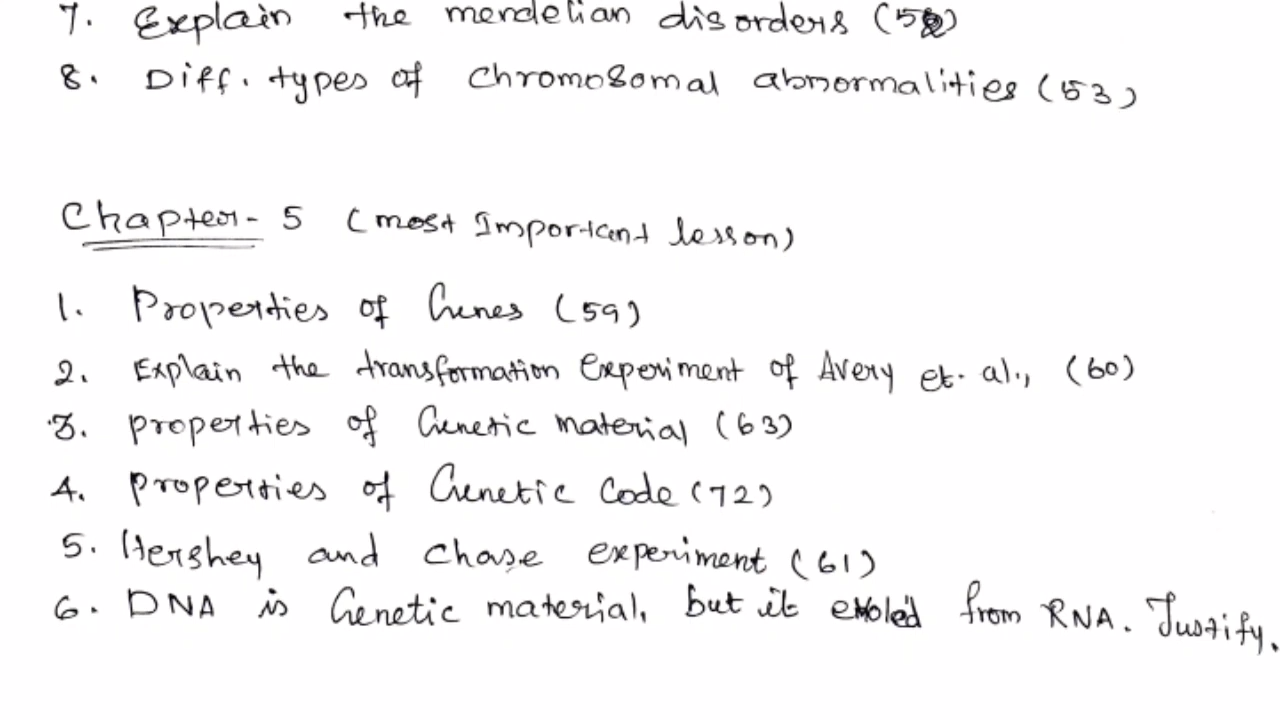 7. Explain the mendelian disorders (52)
8. Diff. types of chromosomal abnormalities (53)
Chapter-5 (most Important lesson)
1. Properties of Genes (59)
2. Explain the transformation Experiment of Avery et. al., (60)
3. properties of Genetic material (63)
4. properties of Genetic Code (72)
5. Hershey and chase experiment (61)
6. DNA is Genetic material, but it from RNA. Justify.